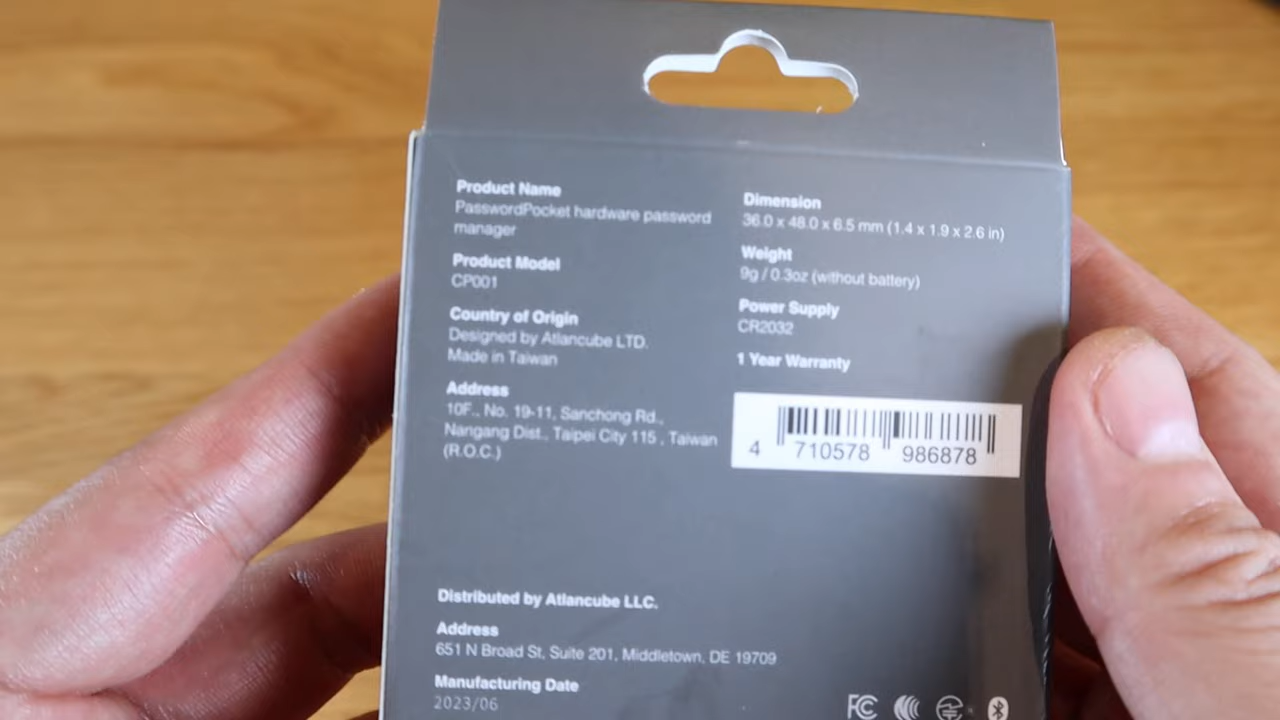 Product Name
PasswordPocket hardware password
manager
Product Model
CP001
Country of Origin
Designed by Atlancube LTD.
Made in Taiwan
Address
10F., No. 19-11, Sanchong Rd.,
Nangang Dist., Taipei City 115 , Taiwan
(R.O.C.)
Dimension
36.0 x 48.0 x 6.5 mm (1.4 x 1.9 x 2.6 in)
Weight
9g / 0.3oz (without battery)
Power Supply
CR2032
1 Year Warranty
4 710578 986878
Distributed by Atlancube LLC.
Address
651 N Broad St, Suite 201, Middletown, DE 19709
Manufacturing Date
2023/06
FC